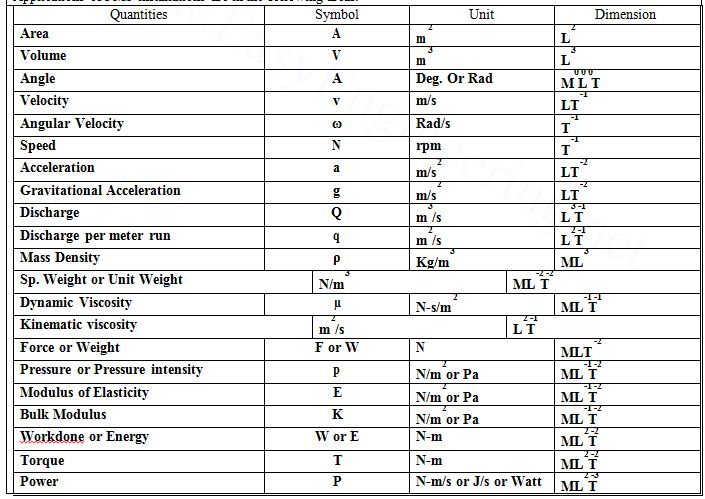 Quantities Symbol Unit Dimension
Area A m² L²
Volume V m³ L³
Angle A Deg. Or Rad M⁰L⁰T⁰
Velocity v m/s LT⁻¹
Angular Velocity ω Rad/s T⁻¹
Speed N rpm T⁻¹
Acceleration a m/s² LT⁻²
Gravitational Acceleration g m/s² LT⁻²
Discharge Q m³/s L³T⁻¹
Discharge per meter run q m²/s L²T⁻¹
Mass Density ρ Kg/m³ ML³
Sp. Weight or Unit Weight N/m³ ML⁻²T⁻²
Dynamic Viscosity μ N-s/m² ML⁻¹T⁻¹
Kinematic viscosity m²/s L²T⁻¹
Force or Weight F or W N MLT⁻²
Pressure or Pressure intensity p N/m² or Pa ML⁻¹T⁻²
Modulus of Elasticity E N/m² or Pa ML⁻¹T⁻²
Bulk Modulus K N/m² or Pa ML⁻¹T⁻²
Workdone or Energy W or E N-m ML²T⁻²
Torque T N-m ML²T⁻²
Power P N-m/s or J/s or Watt ML²T⁻³